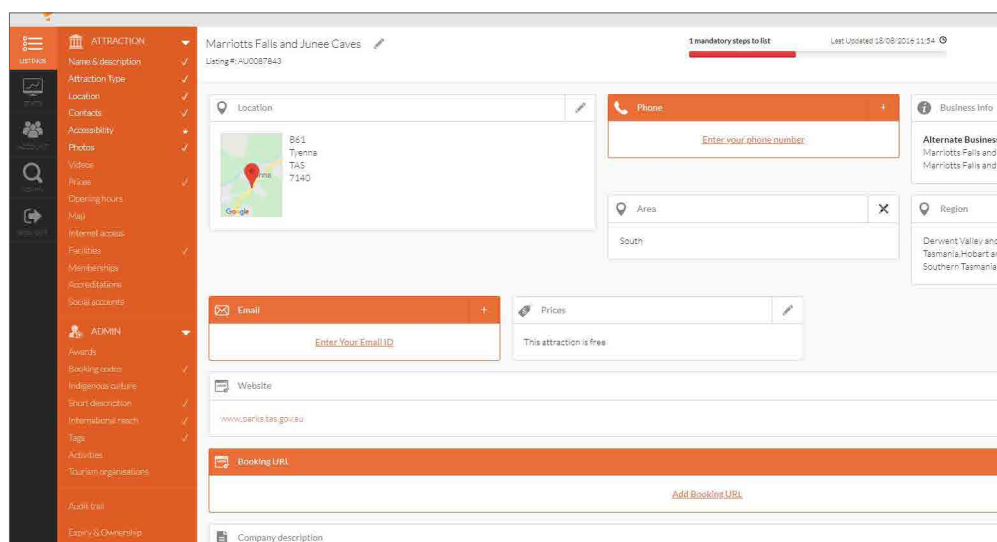 LISTINGS
ATTRACTION
Name & description
Attraction Type
Location
Contacts
Accessibility
Photos
Videos
Prices
Opening hours
Map
Internet access
Facilities
Memberships
Accreditations
Social accounts
ADMIN
Awards
Booking codes
Indigenous culture
Short description
International reach
Tags
Activities
Tourism organisations
Audit trail
Expiry & Ownership
Marriotts Falls and Junee Caves
Listing #: AU0087843
1 mandatory steps to list
Last Updated 18/08/2016 11:54
Location
B61
Tyenna
TAS
7140
Google
Phone
Enter your phone number
Business Info
Alternate Busines
Marriotts Falls and
Marriotts Falls and
Area
South
Region
Derwent Valley and
Tasmania,Hobart an
Southern Tasmania
Email
Enter Your Email ID
Prices
This attraction is free
Website
www.parks.tas.gov.au
Booking URL
Add Booking URL
Company description